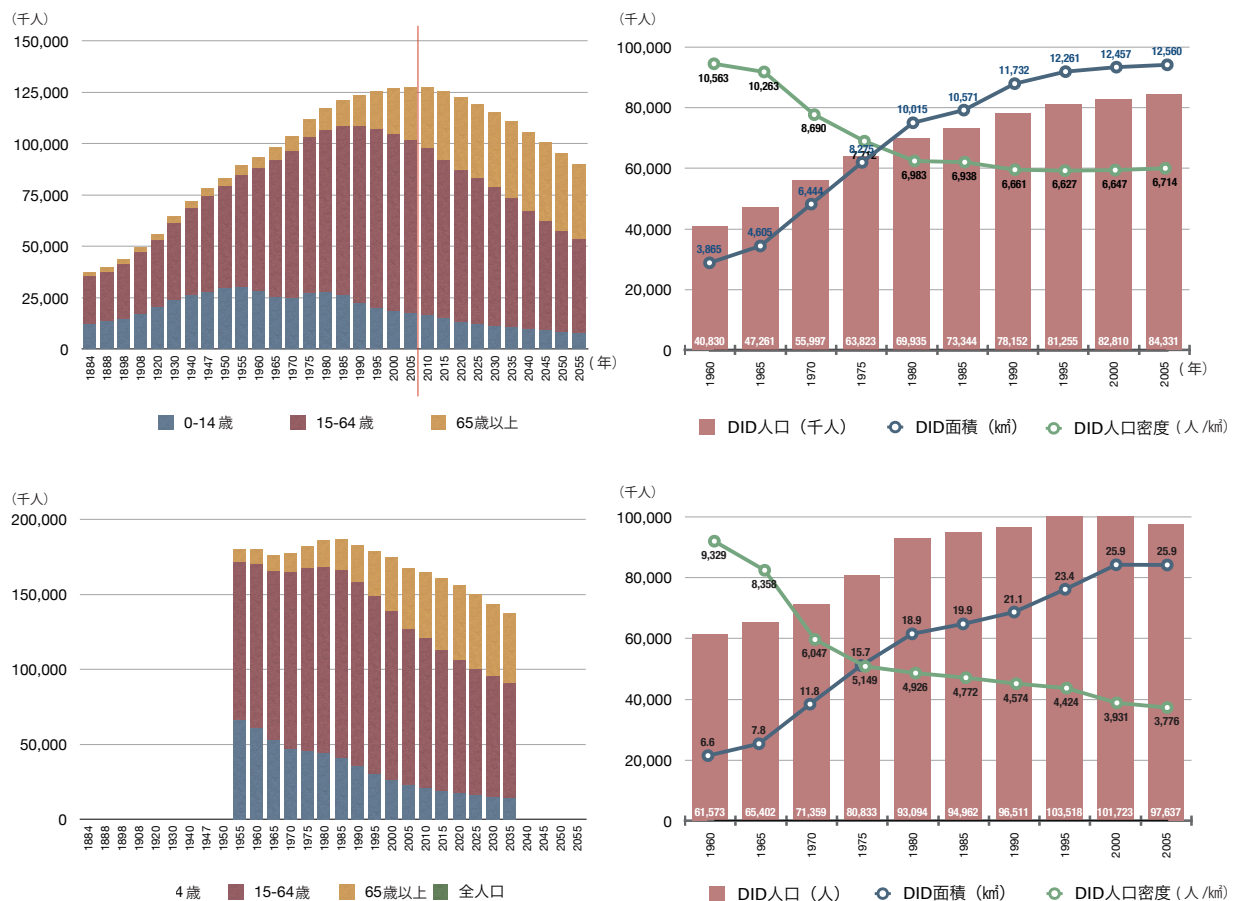 (千人)
150,000
125,000
100,000
75,000
50,000
25,000
0
1884 1888 1898 1908 1920 1930 1940 1947 1950 1955 1960 1965 1970 1975 1980 1985 1990 1995 2000 2005 2010 2015 2020 2025 2030 2035 2040 2045 2050 2055 (年)
0-14歳 15-64歳 65歳以上
(千人)
100,000
80,000
60,000
40,000
20,000
0
10,563 10,263 8,690 7,712 6,983 6,938 6,661 6,627 6,647 6,714
3,865 4,605 6,444 8,275 10,015 10,571 11,732 12,261 12,457 12,560
40,830 47,261 55,997 63,823 69,935 73,344 78,152 81,255 82,810 84,331
1960 1965 1970 1975 1980 1985 1990 1995 2000 2005 (年)
DID人口(千人) DID面積(㎢) DID人口密度(人/㎢)
(千人)
200,000
150,000
100,000
50,000
0
1884 1888 1898 1908 1920 1930 1940 1947 1950 1955 1960 1965 1970 1975 1980 1985 1990 1995 2000 2005 2010 2015 2020 2025 2030 2035 2040 2045 2050 2055
4歳 15-64歳 65歳以上 全人口
(千人)
100,000
80,000
60,000
40,000
20,000
0
9,329 8,358 6,047 5,149 4,926 4,772 4,574 4,424 3,931 3,776
6.6 7.8 11.8 15.7 18.9 19.9 21.1 23.4 25.9 25.9
61,573 65,402 71,359 80,833 93,094 94,962 96,511 103,518 101,723 97,637
1960 1965 1970 1975 1980 1985 1990 1995 2000 2005
DID人口(人) DID面積(㎢) DID人口密度(人/㎢)